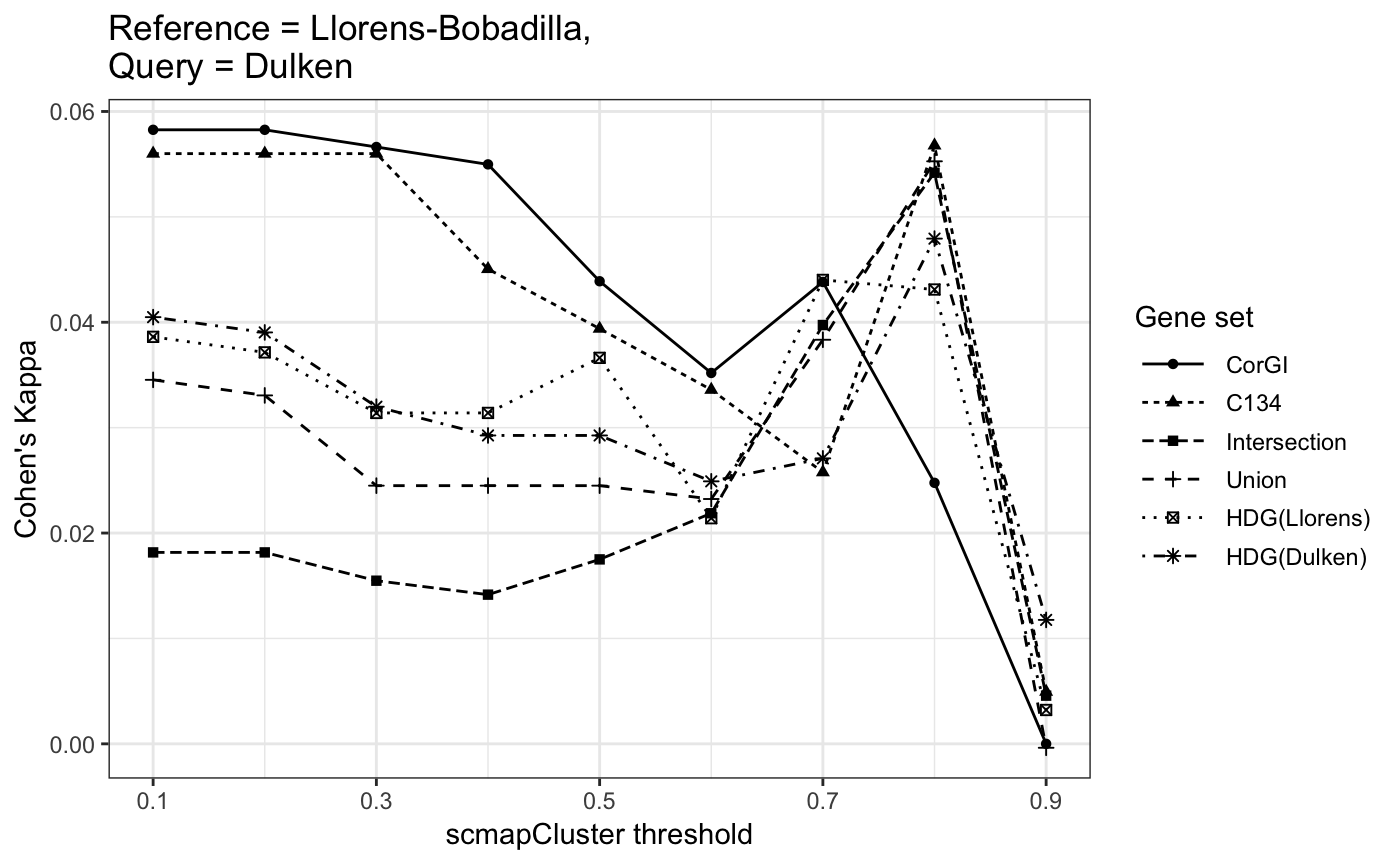 Reference = Llorens-Bobadilla,
Query = Dulken
Cohen's Kappa
0.06
0.04
0.02
0.00
0.1
0.3
0.5
0.7
0.9
scmapCluster threshold
Gene set
CorGI
C134
Intersection
Union
HDG(Llorens)
HDG(Dulken)